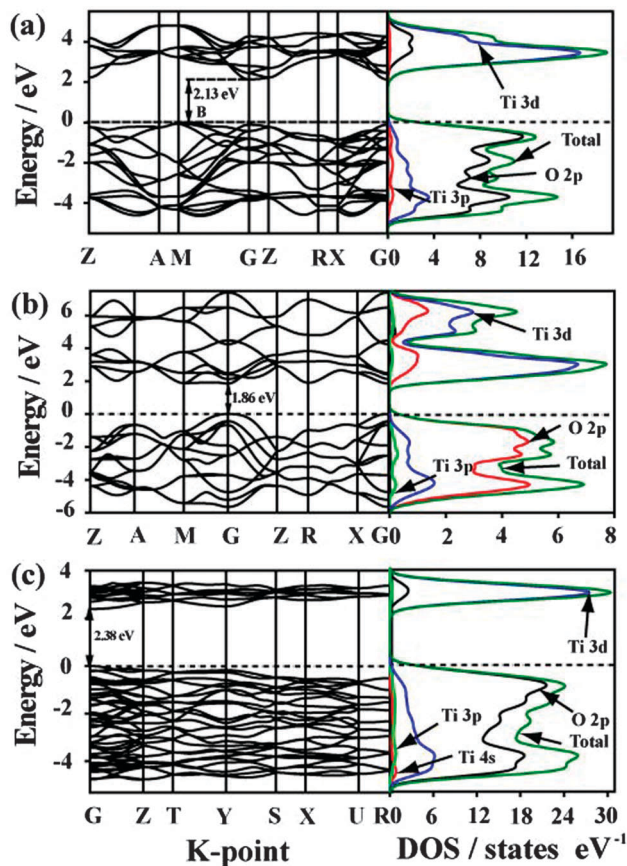 (a)
Energy / eV
4
2
0
-2
-4
2.13 eV
B
Ti 3d
Total
O 2p
Ti 3p
Z A M G Z R X G 0 4 8 12 16
(b)
Energy / eV
6
4
2
0
-2
-4
-6
1.86 eV
Ti 3d
O 2p
Total
Ti 3p
Z A M G Z R X G 0 2 4 6 8
(c)
Energy / eV
4
2
0
-2
-4
2.38 eV
Ti 3d
Ti 3p
O 2p
Total
Ti 4s
G Z T Y S X U R 0 6 12 18 24 30
K-point
DOS / states eV⁻¹